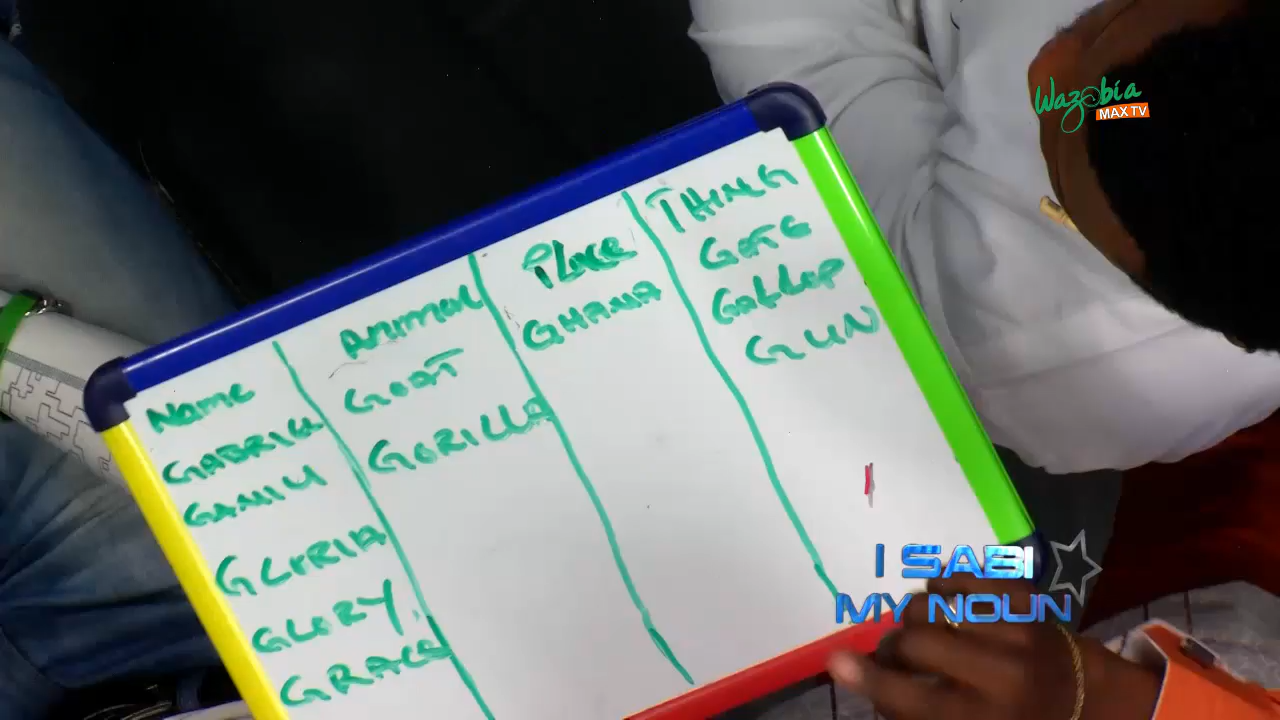 Wazobia
MAX TV
Name
GABRIEL
GANIU
GLORIA
GLORY
GRACE
ANIMAL
GOAT
GORILLA
PLACE
GHANA
THING
GATE
GALLOP
GUN
I SABI
MY NOUN